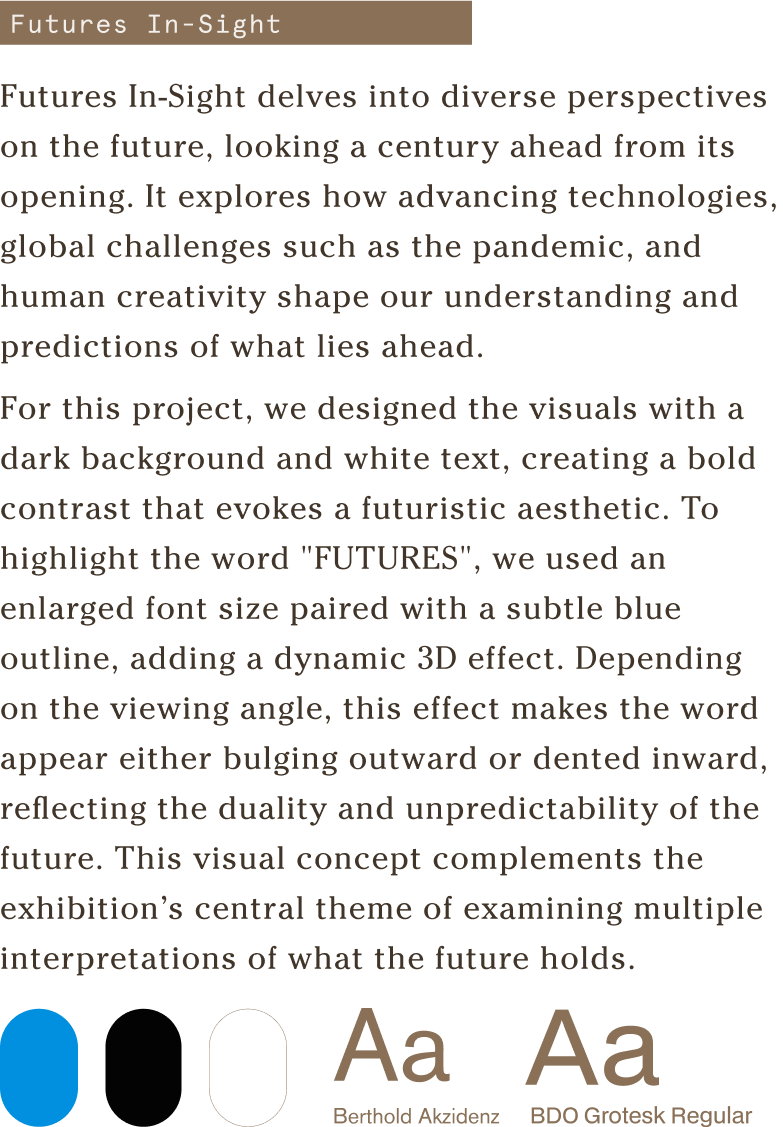 Futures In-Sight
Futures In-Sight delves into diverse perspectives
on the future, looking a century ahead from its
opening. It explores how advancing technologies,
global challenges such as the pandemic, and
human creativity shape our understanding and
predictions of what lies ahead.
For this project, we designed the visuals with a
dark background and white text, creating a bold
contrast that evokes a futuristic aesthetic. To
highlight the word "FUTURES", we used an
enlarged font size paired with a subtle blue
outline, adding a dynamic 3D effect. Depending
on the viewing angle, this effect makes the word
appear either bulging outward or dented inward,
reflecting the duality and unpredictability of the
future. This visual concept complements the
exhibition’s central theme of examining multiple
interpretations of what the future holds.
Aa Aa
Berthold Akzidenz BDO Grotesk Regular